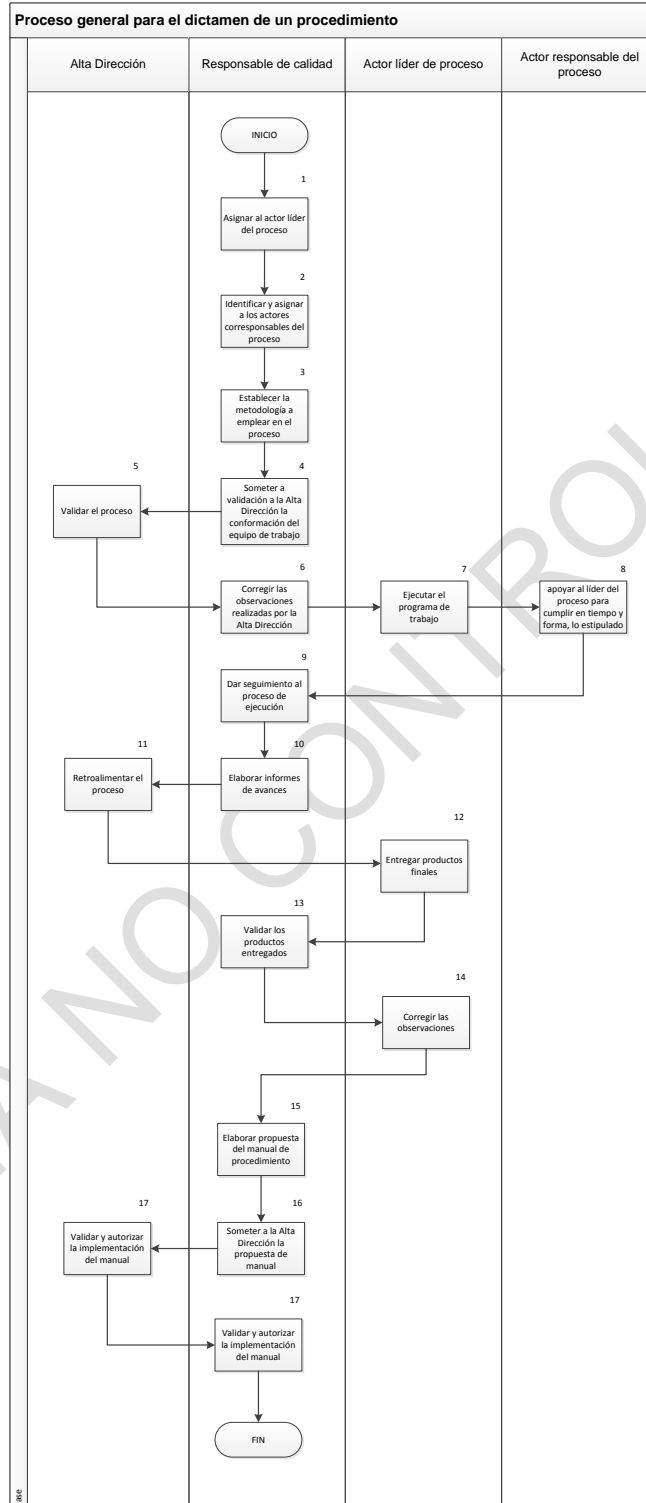 Proceso general para el dictamen de un procedimiento
Alta Dirección
Responsable de calidad
Actor líder de proceso
Actor responsable del
proceso
INICIO
1
Asignar al actor líder
del proceso
2
Identificar y asignar
a los actores
corresponsables del
proceso
3
Establecer la
metodología a
emplear en el
proceso
4
Someter a
validación a la Alta
Dirección la
conformación del
equipo de trabajo
5
Validar el proceso
6
Corregir las
observaciones
realizadas por la
Alta Dirección
7
Ejecutar el
programa de
trabajo
8
apoyar al líder del
proceso para
cumplir en tiempo y
forma, lo estipulado
9
Dar seguimiento al
proceso de
ejecución
10
Elaborar informes
de avances
11
Retroalimentar el
proceso
12
Entregar productos
finales
13
Validar los
productos
entregados
14
Corregir las
observaciones
15
Elaborar propuesta
del manual de
procedimiento
16
Someter a la Alta
Dirección la
propuesta de
manual
17
Validar y autorizar
la implementación
del manual
17
Validar y autorizar
la implementación
del manual
FIN
ase
A NO CONTROL